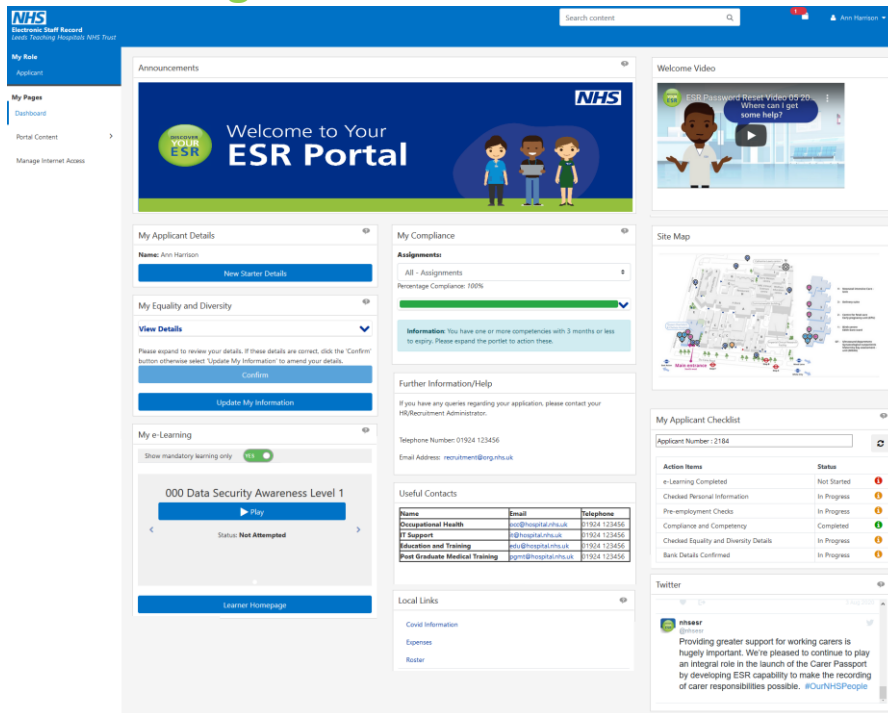 NHS
Electronic Staff Record
Leeds Teaching Hospitals NHS Trust
Search content
1
Ann Harrison
My Role
Applicant
My Pages
Dashboard
Portal Content
Manage Internet Access
Announcements
NHS
DISCOVER
YOUR
ESR
Welcome to Your
ESR Portal
Welcome Video
ESR Password Reset Video 05 20...
Where can I get
some help?
My Applicant Details
Name: Ann Harrison
New Starter Details
My Equality and Diversity
View Details
Please expand to review your details. If these details are correct, click the 'Confirm'
button otherwise select 'Update My Information' to amend your details.
Confirm
Update My Information
My e-Learning
Show mandatory learning only
YES
000 Data Security Awareness Level 1
Play
Status: Not Attempted
Learner Homepage
My Compliance
Assignments:
All - Assignments
Percentage Compliance: 100%
Information: You have one or more competencies with 3 months or less
to expiry. Please expand the portlet to action these.
Further Information/Help
If you have any queries regarding your application, please contact your
HR/Recruitment Administrator.
Telephone Number: 01924 123456
Email Address: recruitment@org.nhs.uk
Useful Contacts
Name Email Telephone
Occupational Health occ@hospital.nhs.uk 01924 123456
IT Support it@hospital.nhs.uk 01924 123456
Education and Training edu@hospital.nhs.uk 01924 123456
Post Graduate Medical Training pgmt@hospital.nhs.uk 01924 123456
Local Links
Covid Information
Expenses
Roster
Site Map
Main entrance
My Applicant Checklist
Applicant Number : 2184
Action Items Status
e-Learning Completed Not Started
Checked Personal Information In Progress
Pre-employment Checks In Progress
Compliance and Competency Completed
Checked Equality and Diversity Details In Progress
Bank Details Confirmed In Progress
Twitter
nhsesr
@nhsesr
Providing greater support for working carers is
hugely important. We're pleased to continue to play
an integral role in the launch of the Carer Passport
by developing ESR capability to make the recording
of carer responsibilities possible. #OurNHSPeople